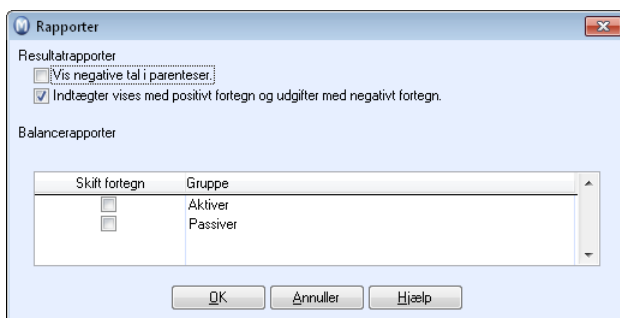 Rapporter
Resultatrapporter
Vis negative tal i parenteser.
Indtægter vises med positivt fortegn og udgifter med negativt fortegn.
Balancerapporter
Skift fortegn Gruppe
Aktiver
Passiver
OK Annuller Hjælp